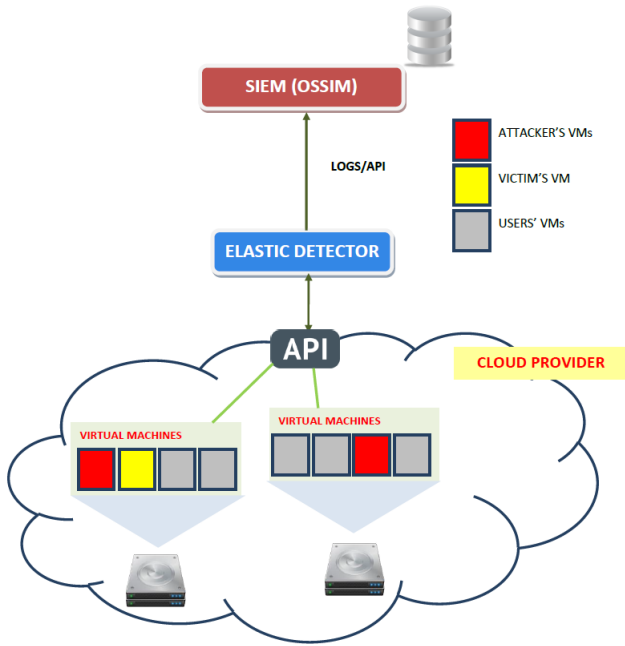 SIEM (OSSIM)
ATTACKER'S VMs
LOGS/API
VICTIM'S VM
USERS' VMs
ELASTIC DETECTOR
API
CLOUD PROVIDER
VIRTUAL MACHINES
VIRTUAL MACHINES